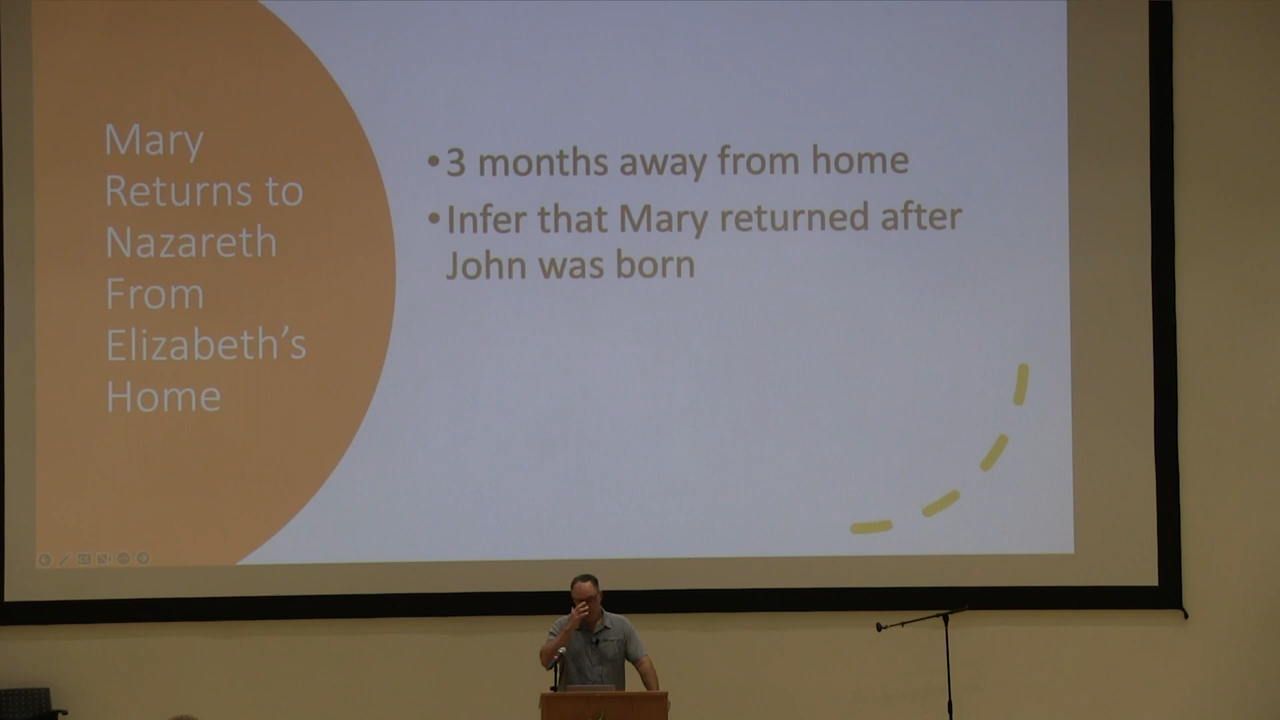 Mary
Returns to
Nazareth
From
Elizabeth's
Home
•3 months away from home
•Infer that Mary returned after
John was born